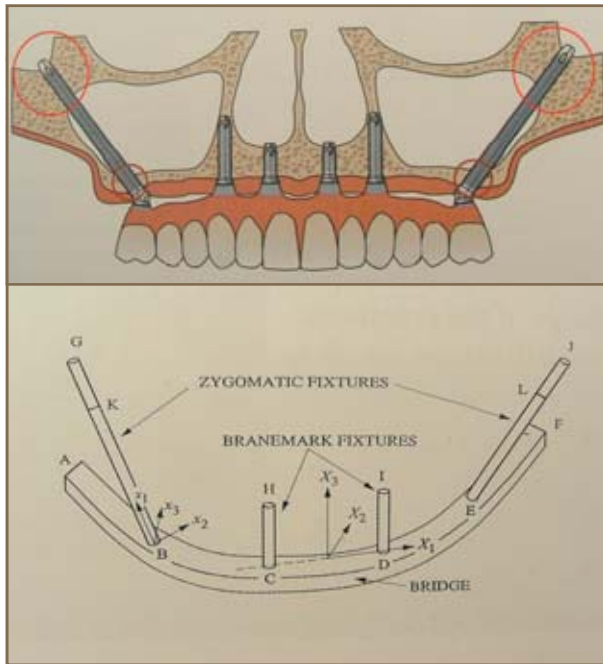 G
J
K
ZYGOMATIC FIXTURES
L
F
BRANEMARK FIXTURES
A
H
I
X3
x1
x3
x2
X2
E
B
X1
C
D
BRIDGE